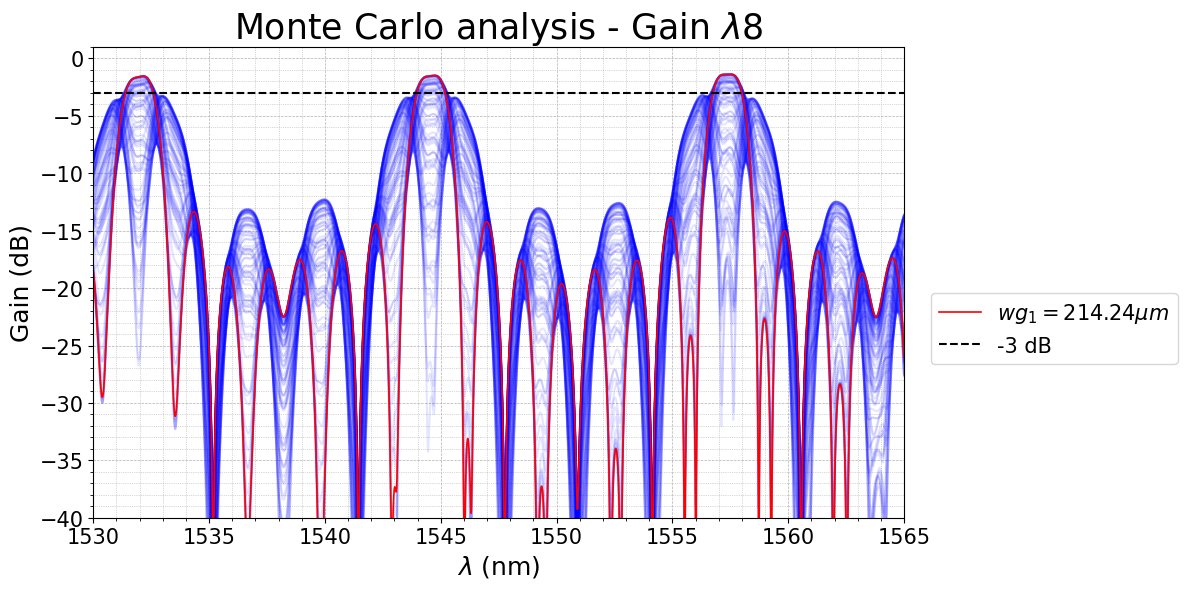 Monte Carlo analysis - Gain λ8
Gain (dB)
0
−5
−10
−15
−20
−25
−30
−35
−40
1530 1535 1540 1545 1550 1555 1560 1565
λ (nm)
wg₁ = 214.24μm
-3 dB